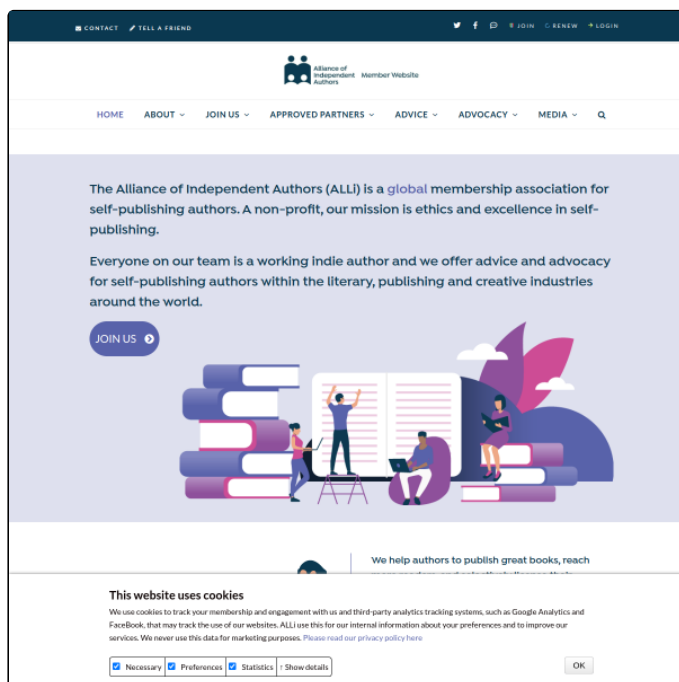 CONTACT TELL A FRIEND JOIN RENEW LOGIN
Alliance of
Independent
Authors
Member Website
HOME ABOUT JOIN US APPROVED PARTNERS ADVICE ADVOCACY MEDIA
The Alliance of Independent Authors (ALLi) is a global membership association for
self-publishing authors. A non-profit, our mission is ethics and excellence in self-
publishing.
Everyone on our team is a working indie author and we offer advice and advocacy
for self-publishing authors within the literary, publishing and creative industries
around the world.
JOIN US
We help authors to publish great books, reach
This website uses cookies
We use cookies to track your membership and engagement with us and third-party analytics tracking systems, such as Google Analytics and
FaceBook, that may track the use of our websites. ALLi use this for our internal information about your preferences and to improve our
services. We never use this data for marketing purposes. Please read our privacy policy here
Necessary Preferences Statistics ↑ Show details
OK